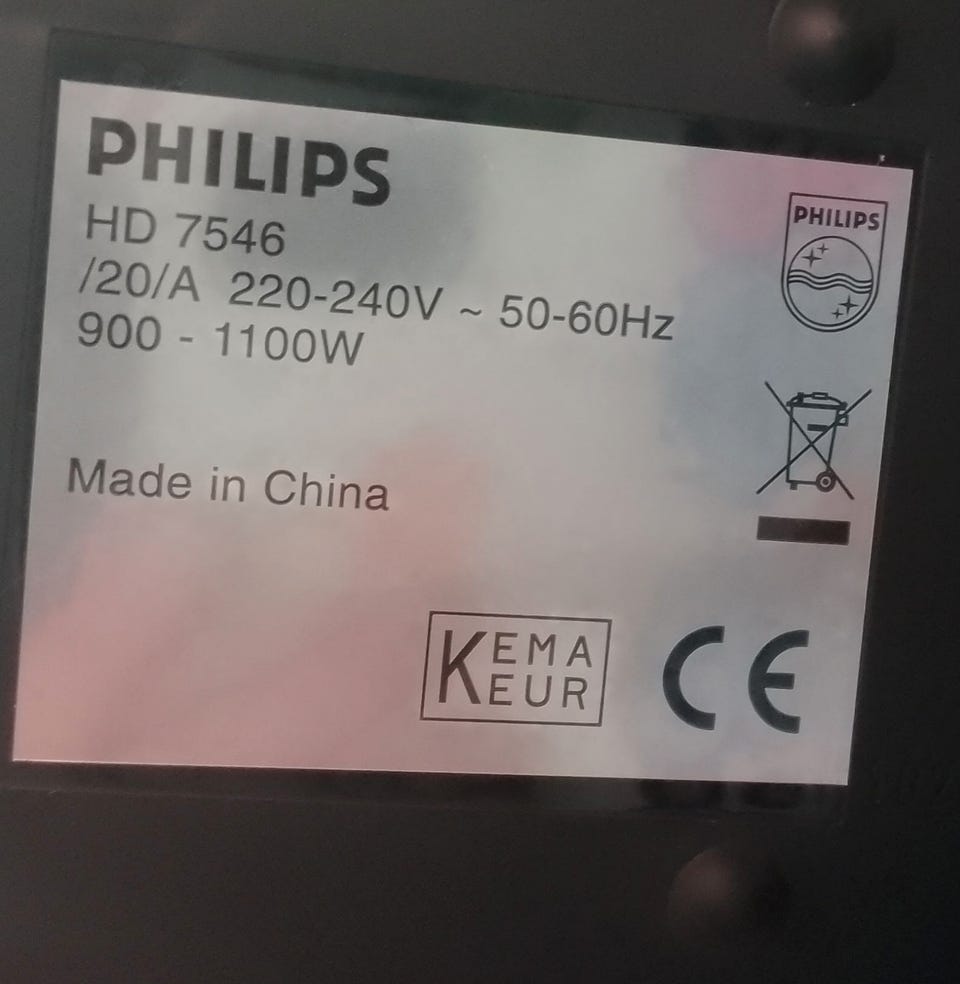 PHILIPS
HD 7546
/20/A 220-240V ~ 50-60Hz
900 - 1100W
Made in China
PHILIPS
KEMA
KEUR
CE